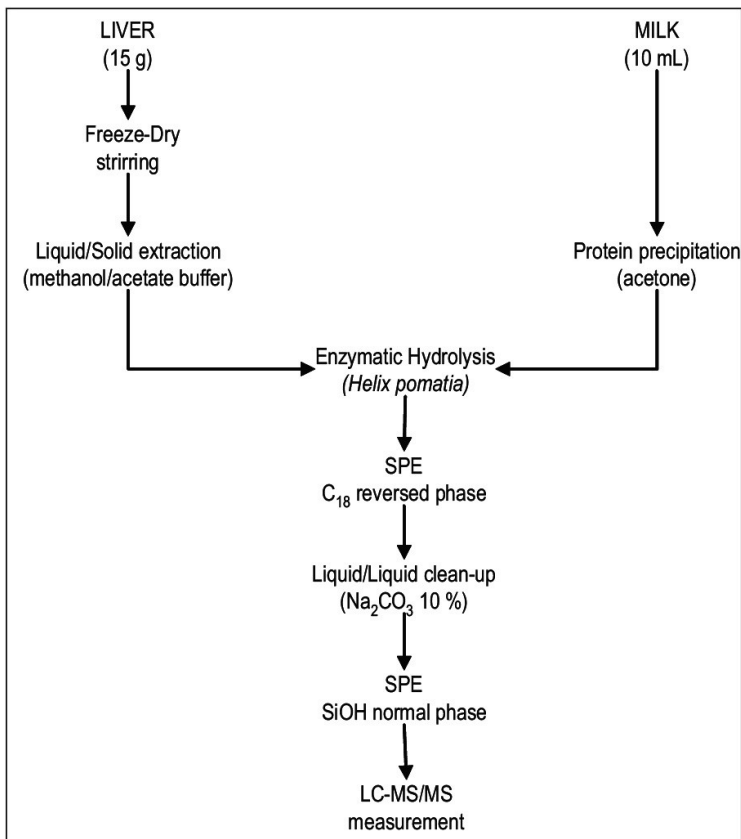 LIVER
(15 g)
MILK
(10 mL)
Freeze-Dry
strirring
Liquid/Solid extraction
(methanol/acetate buffer)
Protein precipitation
(acetone)
Enzymatic Hydrolysis
(Helix pomatia)
SPE
C₁₈ reversed phase
Liquid/Liquid clean-up
(Na₂CO₃ 10 %)
SPE
SiOH normal phase
LC-MS/MS
measurement